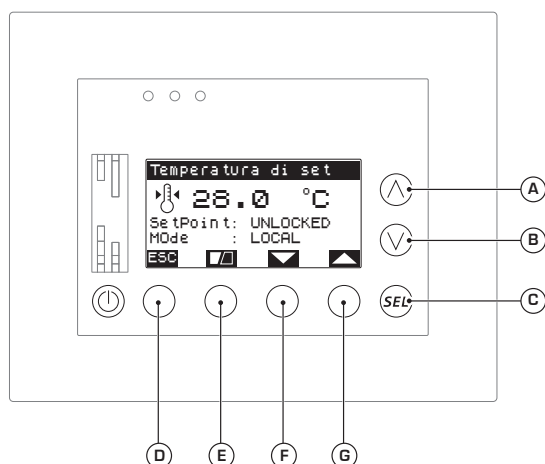 Temperatura di set
28.0 °C
SetPoint: UNLOCKED
MOde : LOCAL
ESC
SEL
A
B
C
D
E
F
G